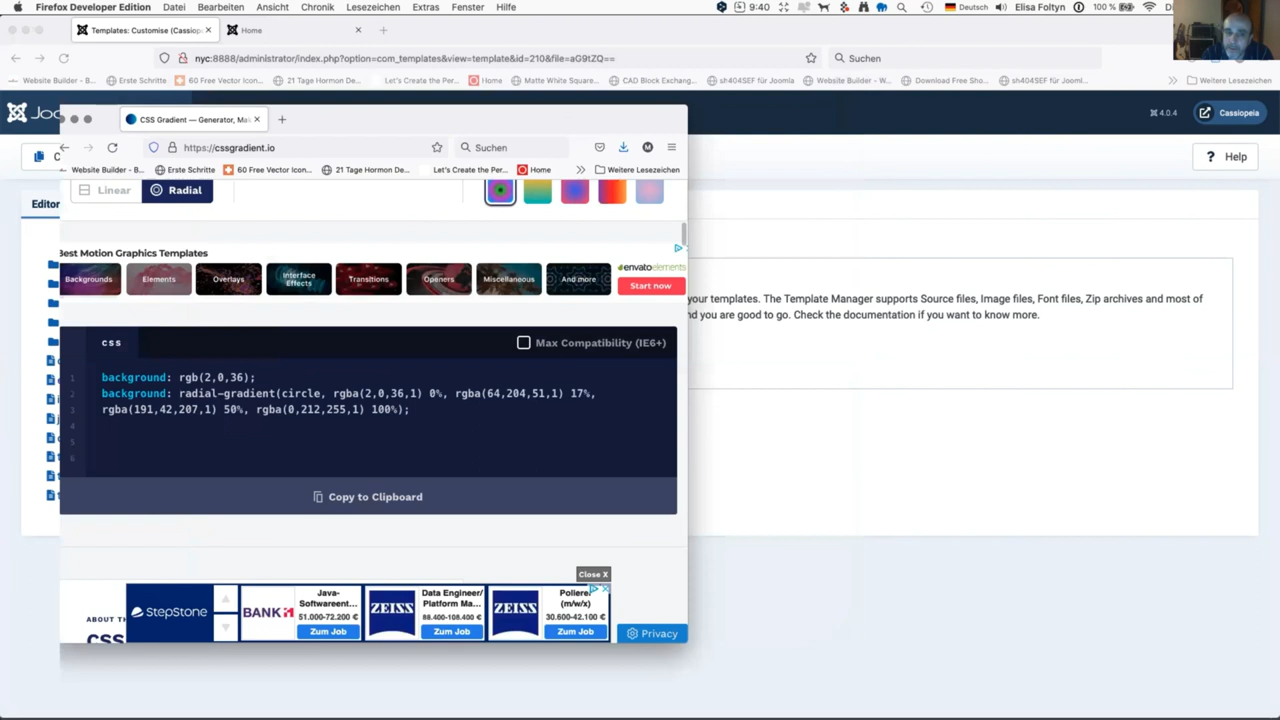 Firefox Developer Edition Datei Bearbeiten Ansicht Chronik Lesezeichen Extras Fenster Hilfe 9:40 Deutsch Elisa Foltyn 100 %
Templates: Customise (Cassiop Home
nyc:8888/administrator/index.php?option=com_templates&view=template&id=210&file=aG9tZQ== Suchen
Website Builder - B... Erste Schritte 60 Free Vector Icon... 21 Tage Hormon De... Let's Create the Per... Home Matte White Square... CAD Block Exchang... sh404SEF für Joomla Website Builder - W... Download Free Sho... sh404SEF für Jooml... Weitere Lesezeichen
Joo 4.0.4 Cassiopeia
CSS Gradient — Generator, Ma
https://cssgradient.io Suchen
Help
Website Builder - B... Erste Schritte 60 Free Vector Icon... 21 Tage Hormon De... Let's Create the Per... Home Weitere Lesezeichen
Linear Radial
Editor
Best Motion Graphics Templates
Backgrounds Elements Overlays Interface Effects Transitions Openers Miscellaneous And more
envatoelements
Start now
your templates. The Template Manager supports Source files, Image files, Font files, Zip archives and most of
nd you are good to go. Check the documentation if you want to know more.
css Max Compatibility (IE6+)
1 background: rgb(2,0,36);
2 background: radial-gradient(circle, rgba(2,0,36,1) 0%, rgba(64,204,51,1) 17%,
3 rgba(191,42,207,1) 50%, rgba(0,212,255,1) 100%);
4
5
6
Copy to Clipboard
Close X
StepStone
BANK
Java-Softwareent...
51.000-72.200 €
Zum Job
ZEISS
Data Engineer/ Platform Ma...
88.400-108.400 €
Zum Job
ZEISS
Poliere
(m/w/x)
30.600-42.100 €
Zum Job
ABOUT TH
CSS
Privacy